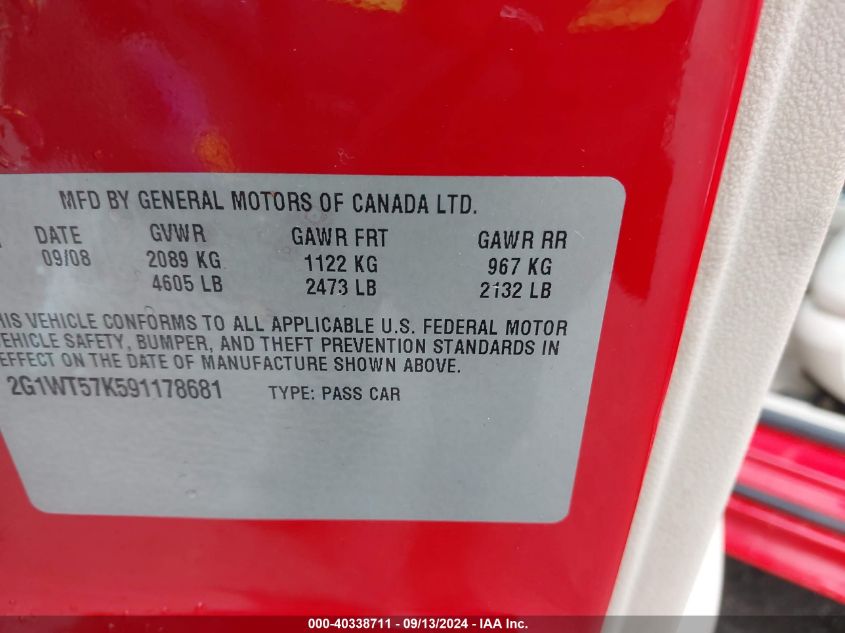 MFD BY GENERAL MOTORS OF CANADA LTD.
DATE GVWR GAWR FRT GAWR RR
09/08 2089 KG 1122 KG 967 KG
4605 LB 2473 LB 2132 LB
HIS VEHICLE CONFORMS TO ALL APPLICABLE U.S. FEDERAL MOTOR
VEHICLE SAFETY, BUMPER, AND THEFT PREVENTION STANDARDS IN
EFFECT ON THE DATE OF MANUFACTURE SHOWN ABOVE.
2G1WT57K591178681 TYPE: PASS CAR
000-40338711 - 09/13/2024 - IAA Inc.